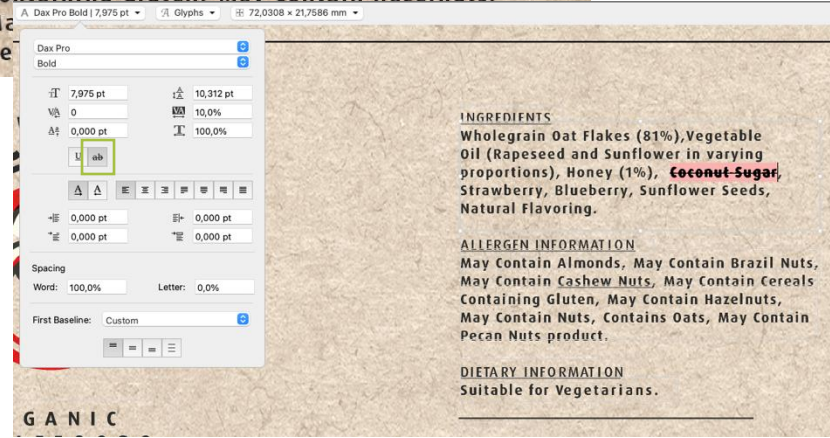 A Dax Pro Bold | 7,975 pt
Glyphs
72,0308 × 21,7586 mm
Dax Pro
Bold
7,975 pt 10,312 pt
VA 0 VA 10,0%
0,000 pt T 100,0%
U ab
A A
0,000 pt 0,000 pt
0,000 pt 0,000 pt
Spacing
Word: 100,0% Letter: 0,0%
First Baseline: Custom
INGREDIENTS
Wholegrain Oat Flakes (81%),Vegetable
Oil (Rapeseed and Sunflower in varying
proportions), Honey (1%), Coconut Sugar,
Strawberry, Blueberry, Sunflower Seeds,
Natural Flavoring.
ALLERGEN INFORMATION
May Contain Almonds, May Contain Brazil Nuts,
May Contain Cashew Nuts, May Contain Cereals
Containing Gluten, May Contain Hazelnuts,
May Contain Nuts, Contains Oats, May Contain
Pecan Nuts product.
DIETARY INFORMATION
Suitable for Vegetarians.
GANIC